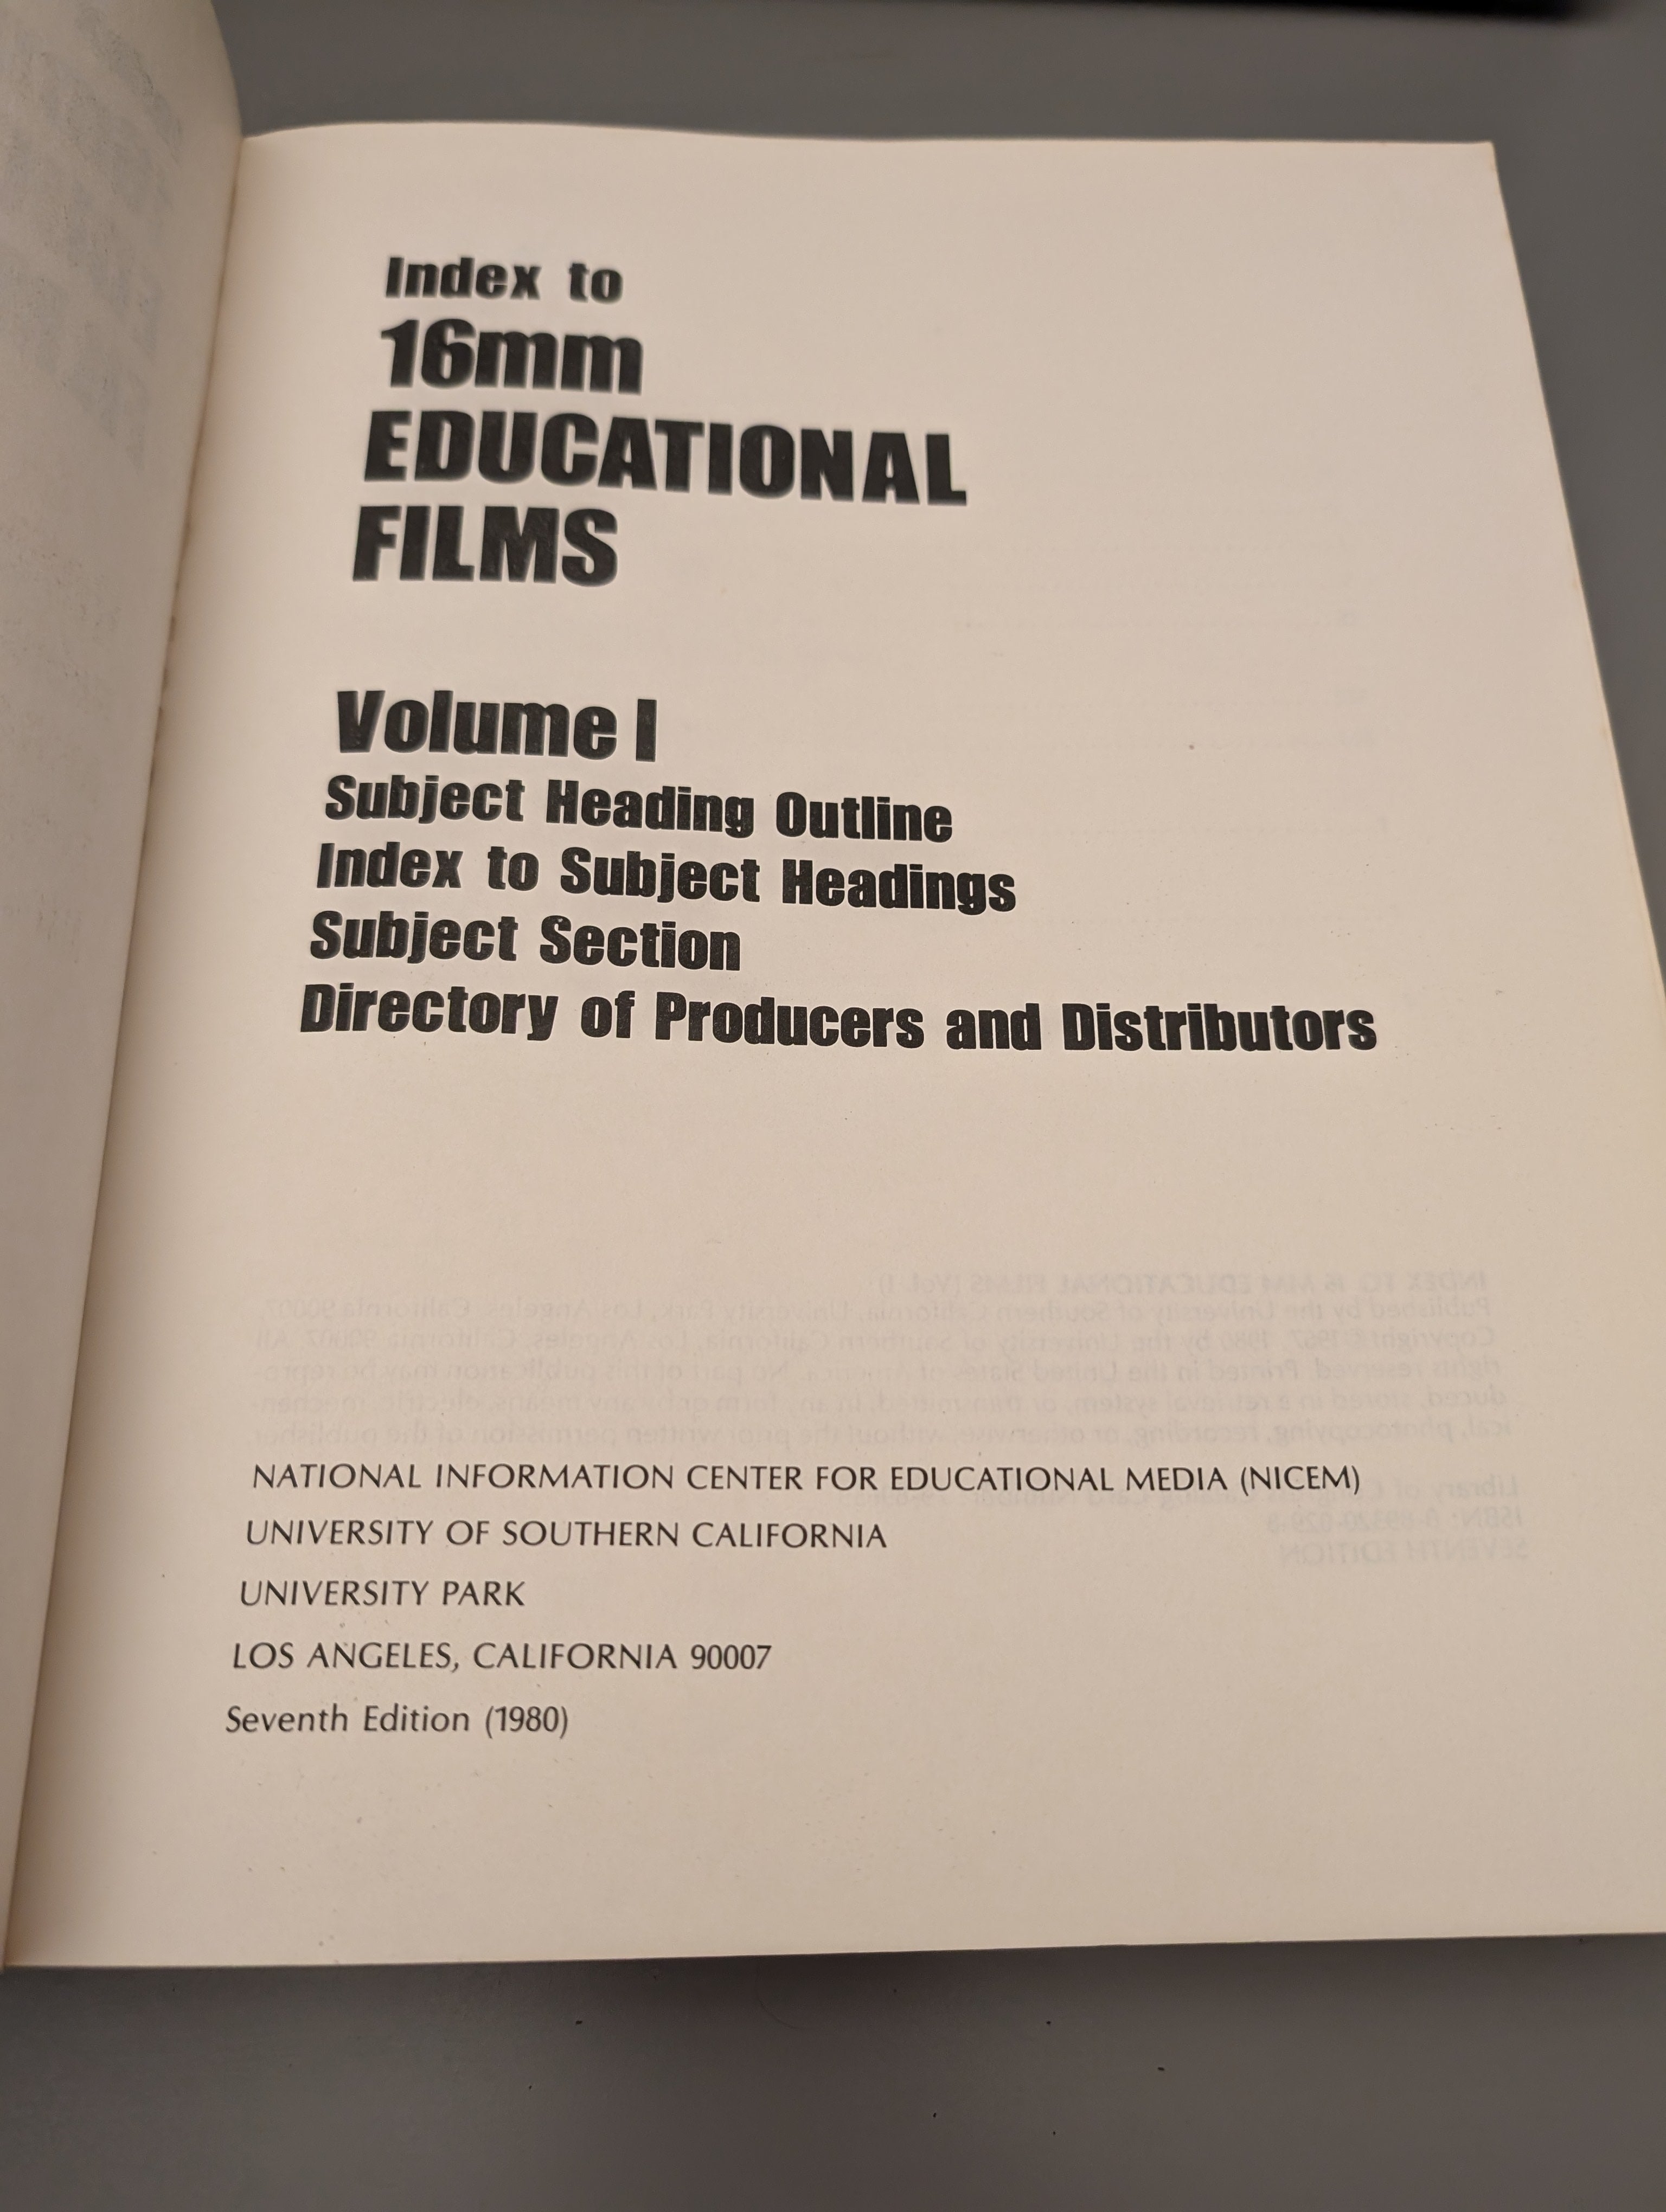 Index to
16mm
EDUCATIONAL
FILMS
Volume I
Subject Heading Outline
Index to Subject Headings
Subject Section
Directory of Producers and Distributors
NATIONAL INFORMATION CENTER FOR EDUCATIONAL MEDIA (NICEM)
UNIVERSITY OF SOUTHERN CALIFORNIA
UNIVERSITY PARK
LOS ANGELES, CALIFORNIA 90007
Seventh Edition (1980)